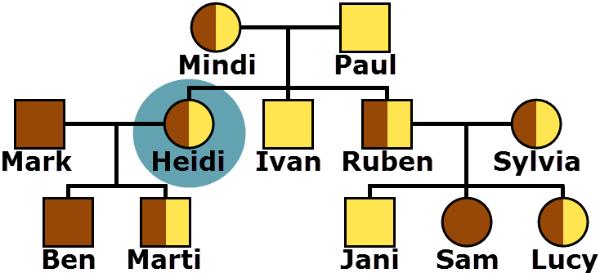 Mindi Paul
Mark Heidi Ivan Ruben Sylvia
Ben Marti Jani Sam Lucy